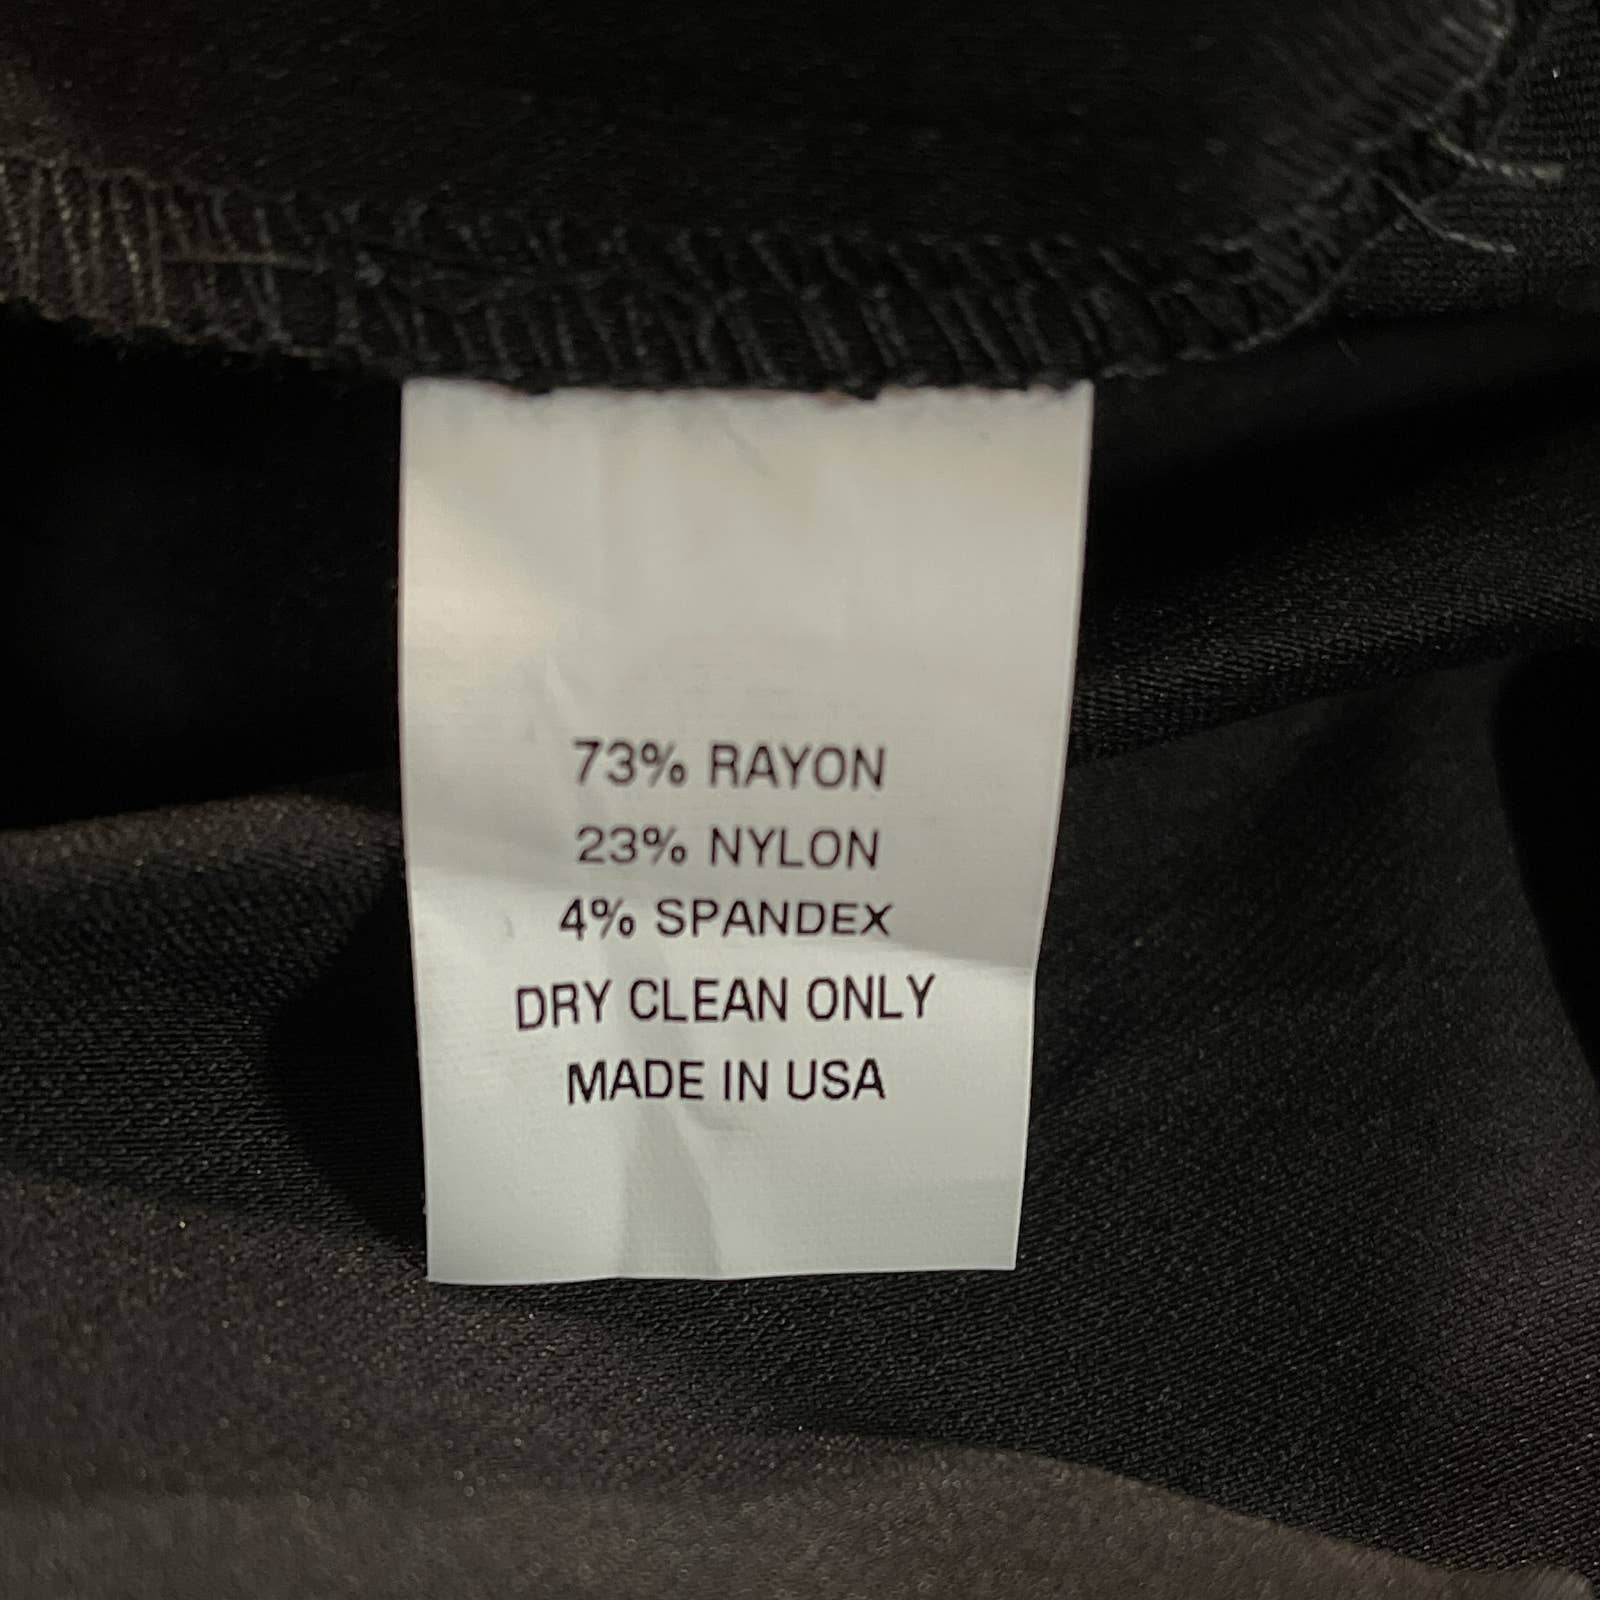 73% RAYON
23% NYLON
4% SPANDEX
DRY CLEAN ONLY
MADE IN USA